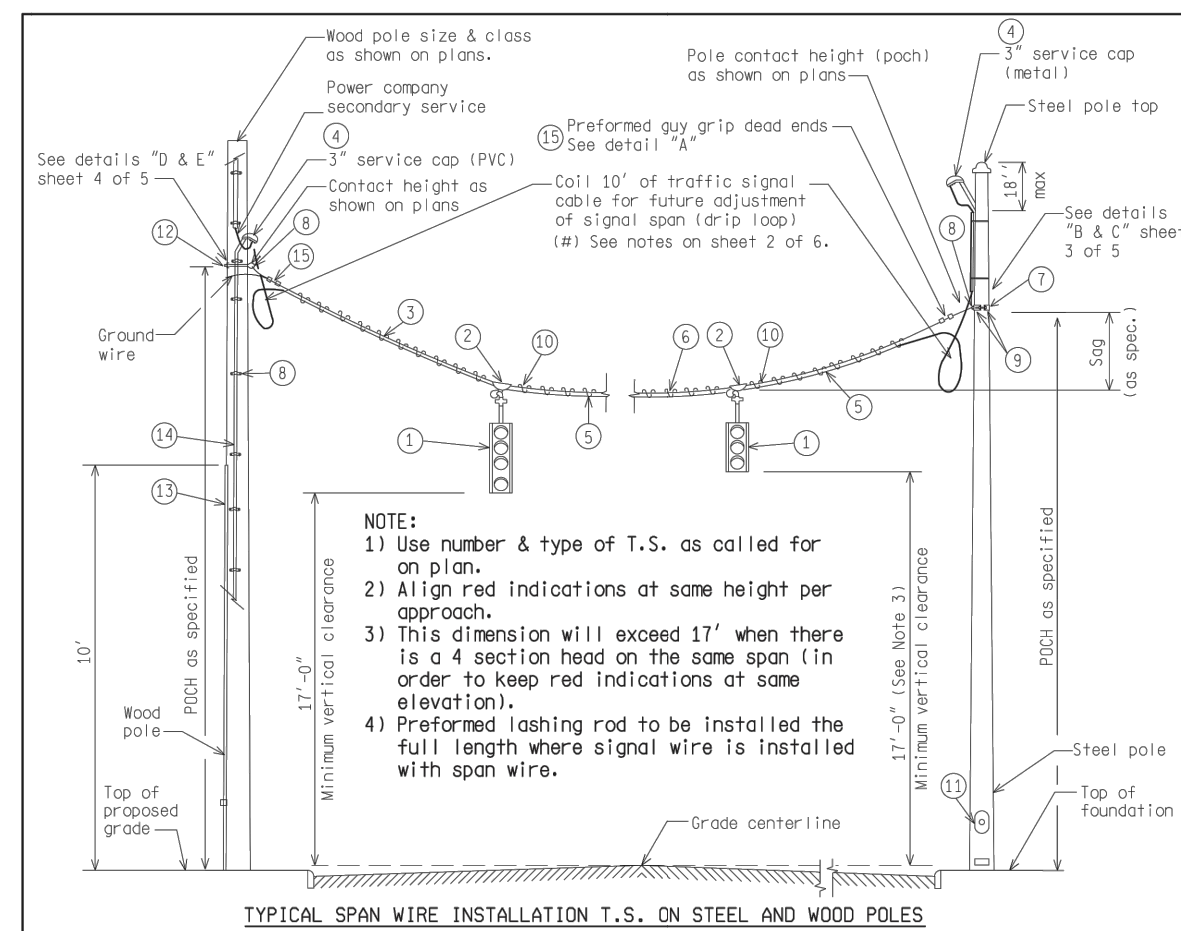 Wood pole size & class
as shown on plans.
Power company
secondary service
4
3" service cap (PVC)
Contact height as
shown on plans
See details "D & E"
sheet 4 of 5
12
8
15
Ground
wire
3
2
10
8
14
13
5
1
Pole contact height (poch)
as shown on plans
4
3" service cap
(metal)
Steel pole top
15 Preformed guy grip dead ends
See detail "A"
Coil 10' of traffic signal
cable for future adjustment
of signal span (drip loop)
(#) See notes on sheet 2 of 6.
18'
max
See details
"B & C" sheet
3 of 5
8
7
9
Sag
(as spec.)
6
2
10
5
1
10'
POCH as specified
17'-0"
Minimum vertical clearance
NOTE:
1) Use number & type of T.S. as called for
on plan.
2) Align red indications at same height per
approach.
3) This dimension will exceed 17' when there
is a 4 section head on the same span (in
order to keep red indications at same
elevation).
4) Preformed lashing rod to be installed the
full length where signal wire is installed
with span wire.
17'-0" (See Note 3)
Minimum vertical clearance
POCH as specified
Wood
pole
Top of
proposed
grade
Grade centerline
Steel pole
11
Top of
foundation
TYPICAL SPAN WIRE INSTALLATION T.S. ON STEEL AND WOOD POLES